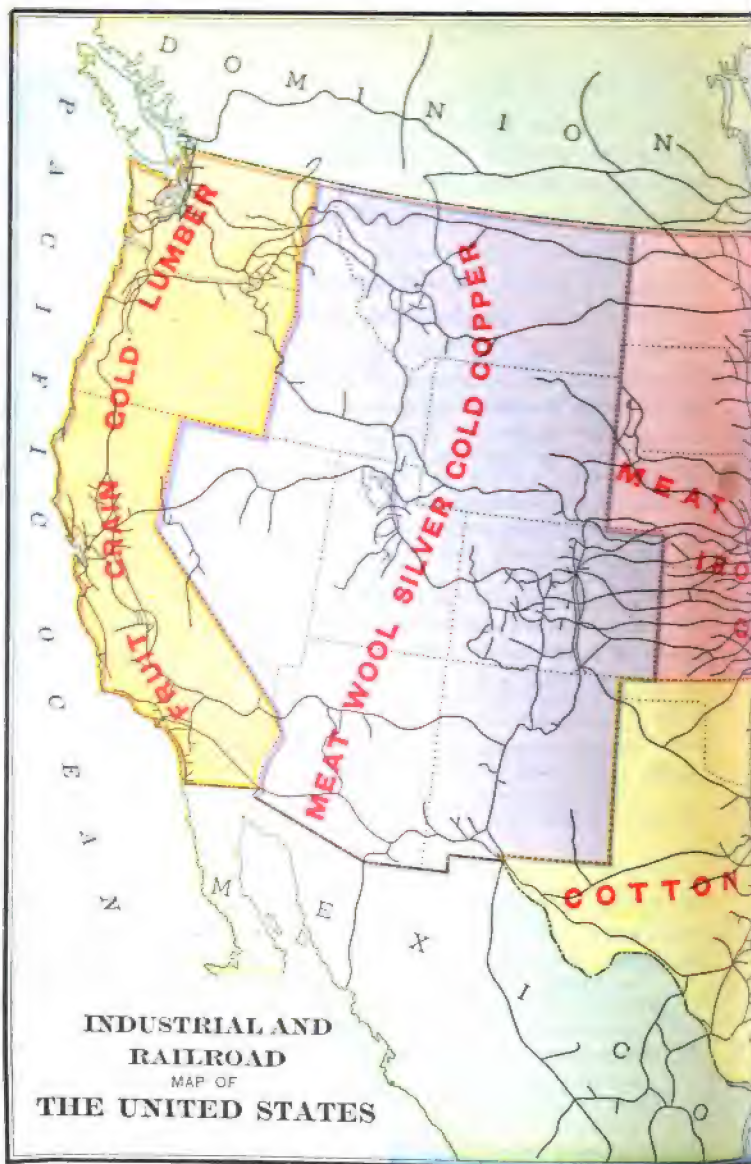 DOMINION
PACIFIC OCEAN
FRUIT GRAIN GOLD LUMBER
MEAT WOOL SILVER GOLD COPPER
MEAT
IRO
COTTON
MEXICO
INDUSTRIAL AND
RAILROAD
MAP OF
THE UNITED STATES